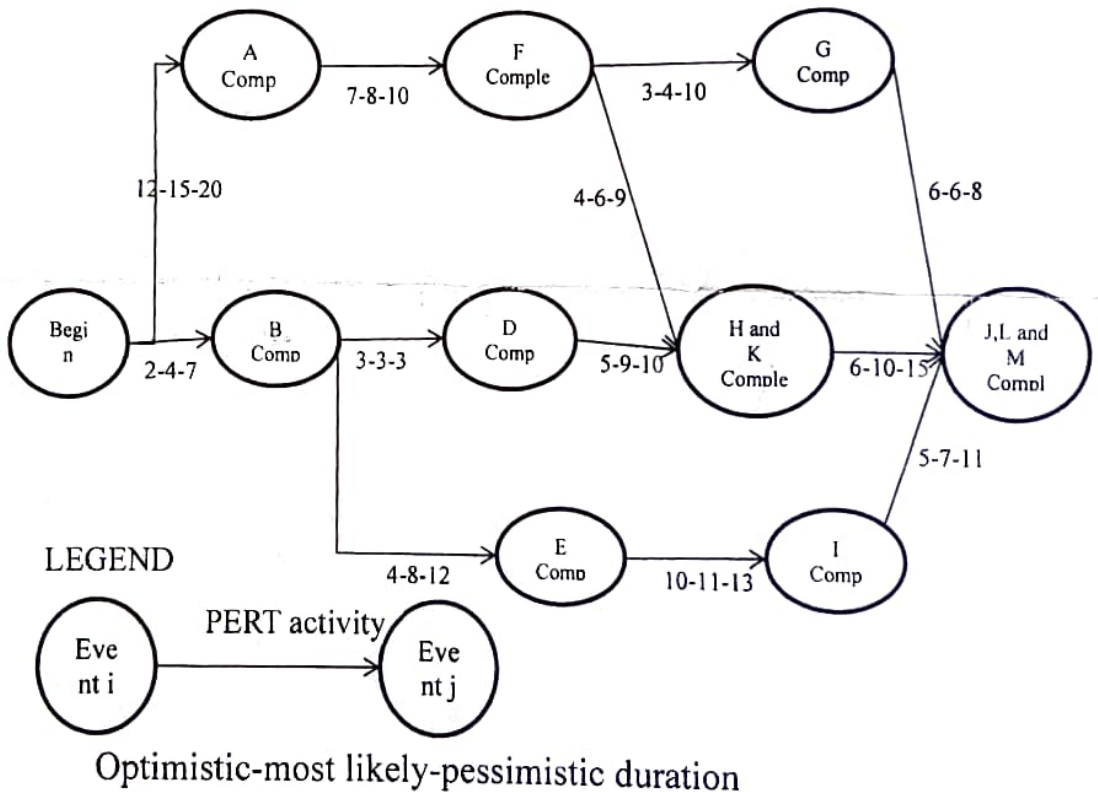 A
Comp
F
Comple
G
Comp
7-8-10
3-4-10
12-15-20
4-6-9
6-6-8
Begi
n
B
Comp
D
Comp
H and
K
Comple
J,L and
M
Compl
2-4-7
3-3-3
5-9-10
6-10-15
5-7-11
E
Comp
I
Comp
4-8-12
10-11-13
LEGEND
PERT activity
Eve
nt i
Eve
nt j
Optimistic-most likely-pessimistic duration